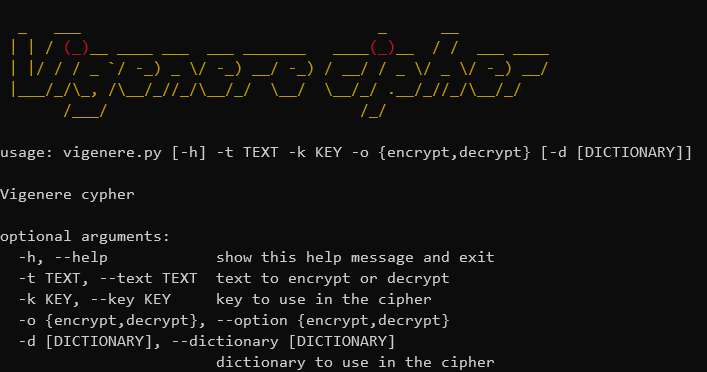 Vigenere cipher
usage: vigenere.py [-h] -t TEXT -k KEY -o {encrypt,decrypt} [-d [DICTIONARY]]
Vigenere cypher
optional arguments:
-h, --help show this help message and exit
-t TEXT, --text TEXT text to encrypt or decrypt
-k KEY, --key KEY key to use in the cipher
-o {encrypt,decrypt}, --option {encrypt,decrypt}
-d [DICTIONARY], --dictionary [DICTIONARY]
dictionary to use in the cipher